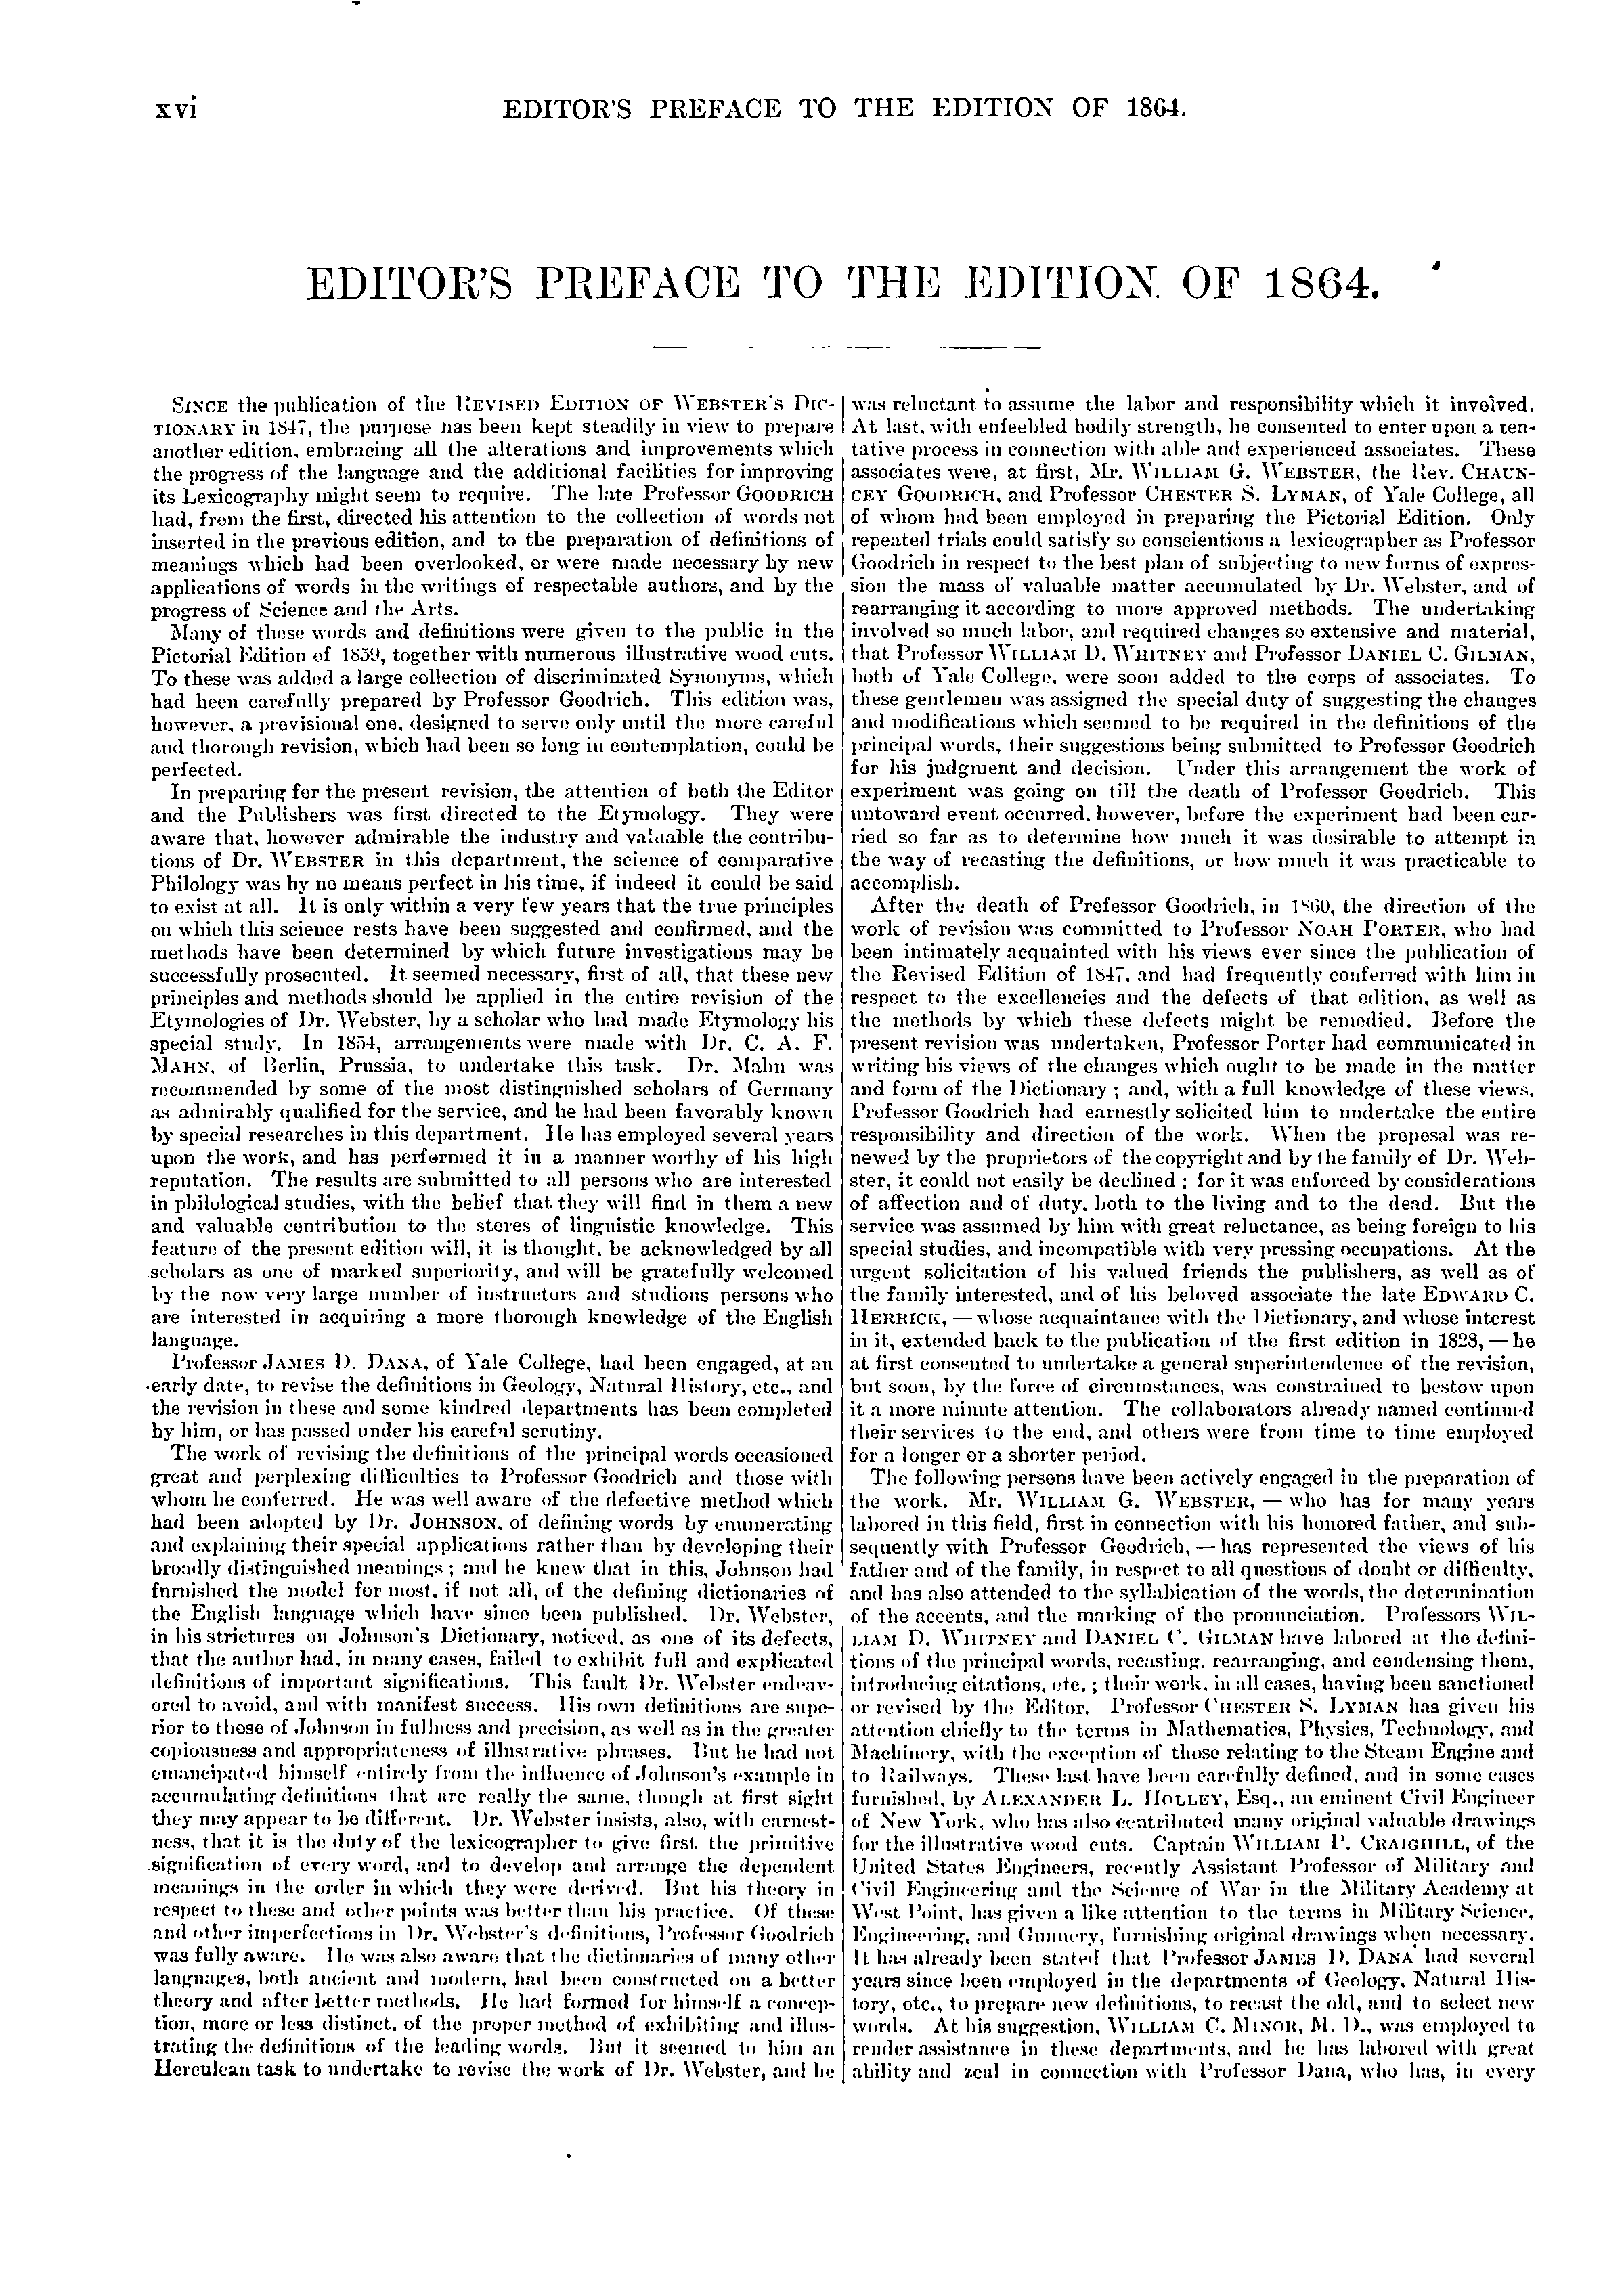 xvi
EDITOR'S PREFACE TO THE EDITION OF 1864.
EDITOR'S PREFACE TO THE EDITION OF 1864.
SINCE the publication of the REVISED EDITION OF WEBSTER'S DIC-
TIONARY in 1847, the purpose has been kept steadily in view to prepare
another edition, embracing all the alterations and improvements which
the progress of the language and the additional facilities for improving
its Lexicography might seem to require. The late Professor GOODRICH
had, from the first, directed his attention to the collection of words not
inserted in the previous edition, and to the preparation of definitions of
meanings which had been overlooked, or were made necessary by new
applications of words in the writings of respectable authors, and by the
progress of Science and the Arts.
Many of these words and definitions were given to the public in the
Pictorial Edition of 1859, together with numerous illustrative wood cuts.
To these was added a large collection of discriminated Synonyms, which
had been carefully prepared by Professor Goodrich. This edition was,
however, a provisional one, designed to serve only until the more careful
and thorough revision, which had been so long in contemplation, could be
perfected.
In preparing for the present revision, the attention of both the Editor
and the Publishers was first directed to the Etymology. They were
aware that, however admirable the industry and valuable the contribu-
tions of Dr. WEBSTER in this department, the science of comparative
Philology was by no means perfect in his time, if indeed it could be said
to exist at all. It is only within a very few years that the true principles
on which this science rests have been suggested and confirmed, and the
methods have been determined by which future investigations may be
successfully prosecuted. It seemed necessary, first of all, that these new
principles and methods should be applied in the entire revision of the
Etymologies of Dr. Webster, by a scholar who had made Etymology his
special study. In 1854, arrangements were made with Dr. C. A. F.
MAHN, of Berlin, Prussia, to undertake this task. Dr. Mahn was
recommended by some of the most distinguished scholars of Germany
as admirably qualified for the service, and he had been favorably known
by special researches in this department. He has employed several years
upon the work, and has performed it in a manner worthy of his high
reputation. The results are submitted to all persons who are interested
in philological studies, with the belief that they will find in them a new
and valuable contribution to the stores of linguistic knowledge. This
feature of the present edition will, it is thought, be acknowledged by all
scholars as one of marked superiority, and will be gratefully welcomed
by the now very large number of instructors and studious persons who
are interested in acquiring a more thorough knowledge of the English
language.
Professor JAMES D. DANA, of Yale College, had been engaged, at an
early date, to revise the definitions in Geology, Natural History, etc., and
the revision in these and some kindred departments has been completed
by him, or has passed under his careful scrutiny.
The work of revising the definitions of the principal words occasioned
great and perplexing difficulties to Professor Goodrich and those with
whom he conferred. He was well aware of the defective method which
had been adopted by Dr. JOHNSON, of defining words by enumerating
and explaining their special applications rather than by developing their
broadly distinguished meanings; and he knew that in this, Johnson had
furnished the model for most, if not all, of the defining dictionaries of
the English language which have since been published. Dr. Webster,
in his strictures on Johnson's Dictionary, noticed, as one of its defects,
that the author had, in many cases, failed to exhibit full and explicated
definitions of important significations. This fault Dr. Webster endeav-
ored to avoid, and with manifest success. His own definitions are supe-
rior to those of Johnson in fullness and precision, as well as in the greater
copiousness and appropriateness of illustrative phrases. But he had not
emancipated himself entirely from the influence of Johnson's example in
accumulating definitions that are really the same, though at first sight
they may appear to be different. Dr. Webster insists, also, with earnest-
ness, that it is the duty of the lexicographer to give first the primitive
signification of every word, and to develop and arrange the dependent
meanings in the order in which they were derived. But his theory in
respect to these and other points was better than his practice. Of these
and other imperfections in Dr. Webster's definitions, Professor Goodrich
was fully aware. He was also aware that the dictionaries of many other
languages, both ancient and modern, had been constructed on a better
theory and after better methods. He had formed for himself a concep-
tion, more or less distinct, of the proper method of exhibiting and illus-
trating the definitions of the leading words. But it seemed to him an
Herculean task to undertake to revise the work of Dr. Webster, and he
was reluctant to assume the labor and responsibility which it involved.
At last, with enfeebled bodily strength, he consented to enter upon a ten-
tative process in connection with able and experienced associates. These
associates were, at first, Mr. WILLIAM G. WEBSTER, the Rev. CHAUN-
CEY GOODRICH, and Professor CHESTER S. LYMAN, of Yale College, all
of whom had been employed in preparing the Pictorial Edition. Only
repeated trials could satisfy so conscientious a lexicographer as Professor
Goodrich in respect to the best plan of subjecting to new forms of expres-
sion the mass of valuable matter accumulated by Dr. Webster, and of
rearranging it according to more approved methods. The undertaking
involved so much labor, and required changes so extensive and material,
that Professor WILLIAM D. WHITNEY and Professor DANIEL C. GILMAN,
both of Yale College, were soon added to the corps of associates. To
these gentlemen was assigned the special duty of suggesting the changes
and modifications which seemed to be required in the definitions of the
principal words, their suggestions being submitted to Professor Goodrich
for his judgment and decision. Under this arrangement the work of
experiment was going on till the death of Professor Goodrich. This
untoward event occurred, however, before the experiment had been car-
ried so far as to determine how much it was desirable to attempt in
the way of recasting the definitions, or how much it was practicable to
accomplish.
After the death of Professor Goodrich, in 1860, the direction of the
work of revision was committed to Professor NOAH PORTER, who had
been intimately acquainted with his views ever since the publication of
the Revised Edition of 1847, and had frequently conferred with him in
respect to the excellencies and the defects of that edition, as well as
the methods by which these defects might be remedied. Before the
present revision was undertaken, Professor Porter had communicated in
writing his views of the changes which ought to be made in the matter
and form of the Dictionary; and, with a full knowledge of these views,
Professor Goodrich had earnestly solicited him to undertake the entire
responsibility and direction of the work. When the proposal was re-
newed by the proprietors of the copyright and by the family of Dr. Web-
ster, it could not easily be declined; for it was enforced by considerations
of affection and of duty, both to the living and to the dead. But the
service was assumed by him with great reluctance, as being foreign to his
special studies, and incompatible with very pressing occupations. At the
urgent solicitation of his valued friends the publishers, as well as of
the family interested, and of his beloved associate the late EDWARD C.
HERRICK, — whose acquaintance with the Dictionary, and whose interest
in it, extended back to the publication of the first edition in 1828, — he
at first consented to undertake a general superintendence of the revision,
but soon, by the force of circumstances, was constrained to bestow upon
it a more minute attention. The collaborators already named continued
their services to the end, and others were from time to time employed
for a longer or a shorter period.
The following persons have been actively engaged in the preparation of
the work. Mr. WILLIAM G. WEBSTER, — who has for many years
labored in this field, first in connection with his honored father, and sub-
sequently with Professor Goodrich, — has represented the views of his
father and of the family, in respect to all questions of doubt or difficulty,
and has also attended to the syllabication of the words, the determination
of the accents, and the marking of the pronunciation. Professors WIL-
LIAM D. WHITNEY and DANIEL C. GILMAN have labored at the defini-
tions of the principal words, recasting, rearranging, and condensing them,
introducing citations, etc.; their work, in all cases, having been sanctioned
or revised by the Editor. Professor CHESTER S. LYMAN has given his
attention chiefly to the terms in Mathematics, Physics, Technology, and
Machinery, with the exception of those relating to the Steam Engine and
to Railways. These last have been carefully defined, and in some cases
furnished, by ALEXANDER L. HOLLEY, Esq., an eminent Civil Engineer
of New York, who has also contributed many original valuable drawings
for the illustrative wood cuts. Captain WILLIAM P. CRAIGHILL, of the
United States Engineers, recently Assistant Professor of Military and
Civil Engineering and the Science of War in the Military Academy at
West Point, has given a like attention to the terms in Military Science,
Engineering, and Gunnery, furnishing original drawings when necessary.
It has already been stated that Professor JAMES D. DANA had several
years since been employed in the departments of Geology, Natural His-
tory, etc., to prepare new definitions, to recast the old, and to select new
words. At his suggestion, WILLIAM C. MINOR, M. D., was employed to
render assistance in these departments, and he has labored with great
ability and zeal in connection with Professor Dana, who has, in every